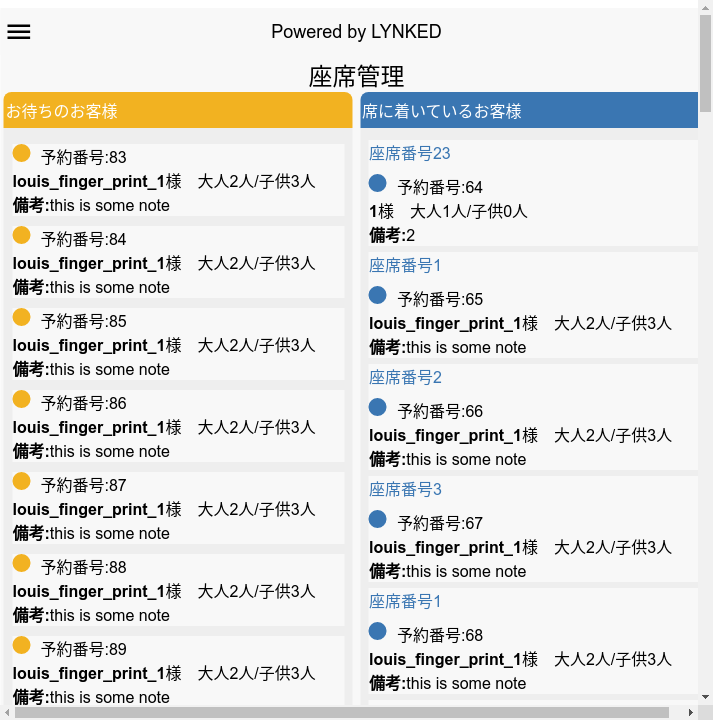 Powered by LYNKED
座席管理
お待ちのお客様
予約番号:83
louis_finger_print_1様　大人2人/子供3人
備考:this is some note
予約番号:84
louis_finger_print_1様　大人2人/子供3人
備考:this is some note
予約番号:85
louis_finger_print_1様　大人2人/子供3人
備考:this is some note
予約番号:86
louis_finger_print_1様　大人2人/子供3人
備考:this is some note
予約番号:87
louis_finger_print_1様　大人2人/子供3人
備考:this is some note
予約番号:88
louis_finger_print_1様　大人2人/子供3人
備考:this is some note
予約番号:89
louis_finger_print_1様　大人2人/子供3人
備考:this is some note
席に着いているお客様
座席番号23
予約番号:64
1様　大人1人/子供0人
備考:2
座席番号1
予約番号:65
louis_finger_print_1様　大人2人/子供3人
備考:this is some note
座席番号2
予約番号:66
louis_finger_print_1様　大人2人/子供3人
備考:this is some note
座席番号3
予約番号:67
louis_finger_print_1様　大人2人/子供3人
備考:this is some note
座席番号1
予約番号:68
louis_finger_print_1様　大人2人/子供3人
備考:this is some note